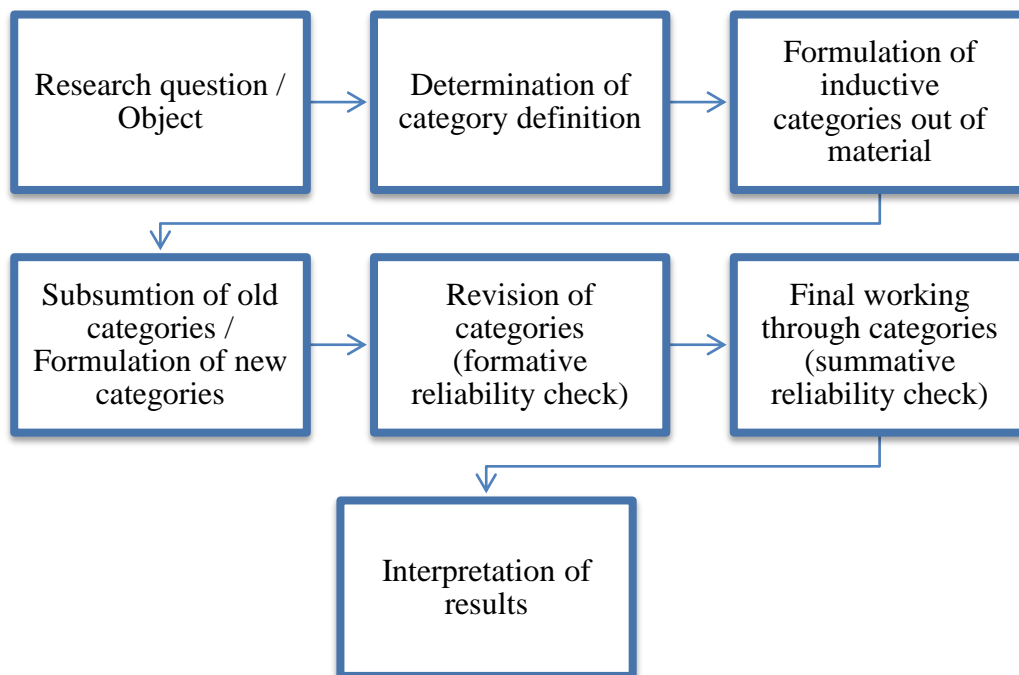 Research question /
Object
Determination of
category definition
Formulation of
inductive
categories out of
material
Subsumtion of old
categories /
Formulation of new
categories
Revision of
categories
(formative
reliability check)
Final working
through categories
(summative
reliability check)
Interpretation of
results